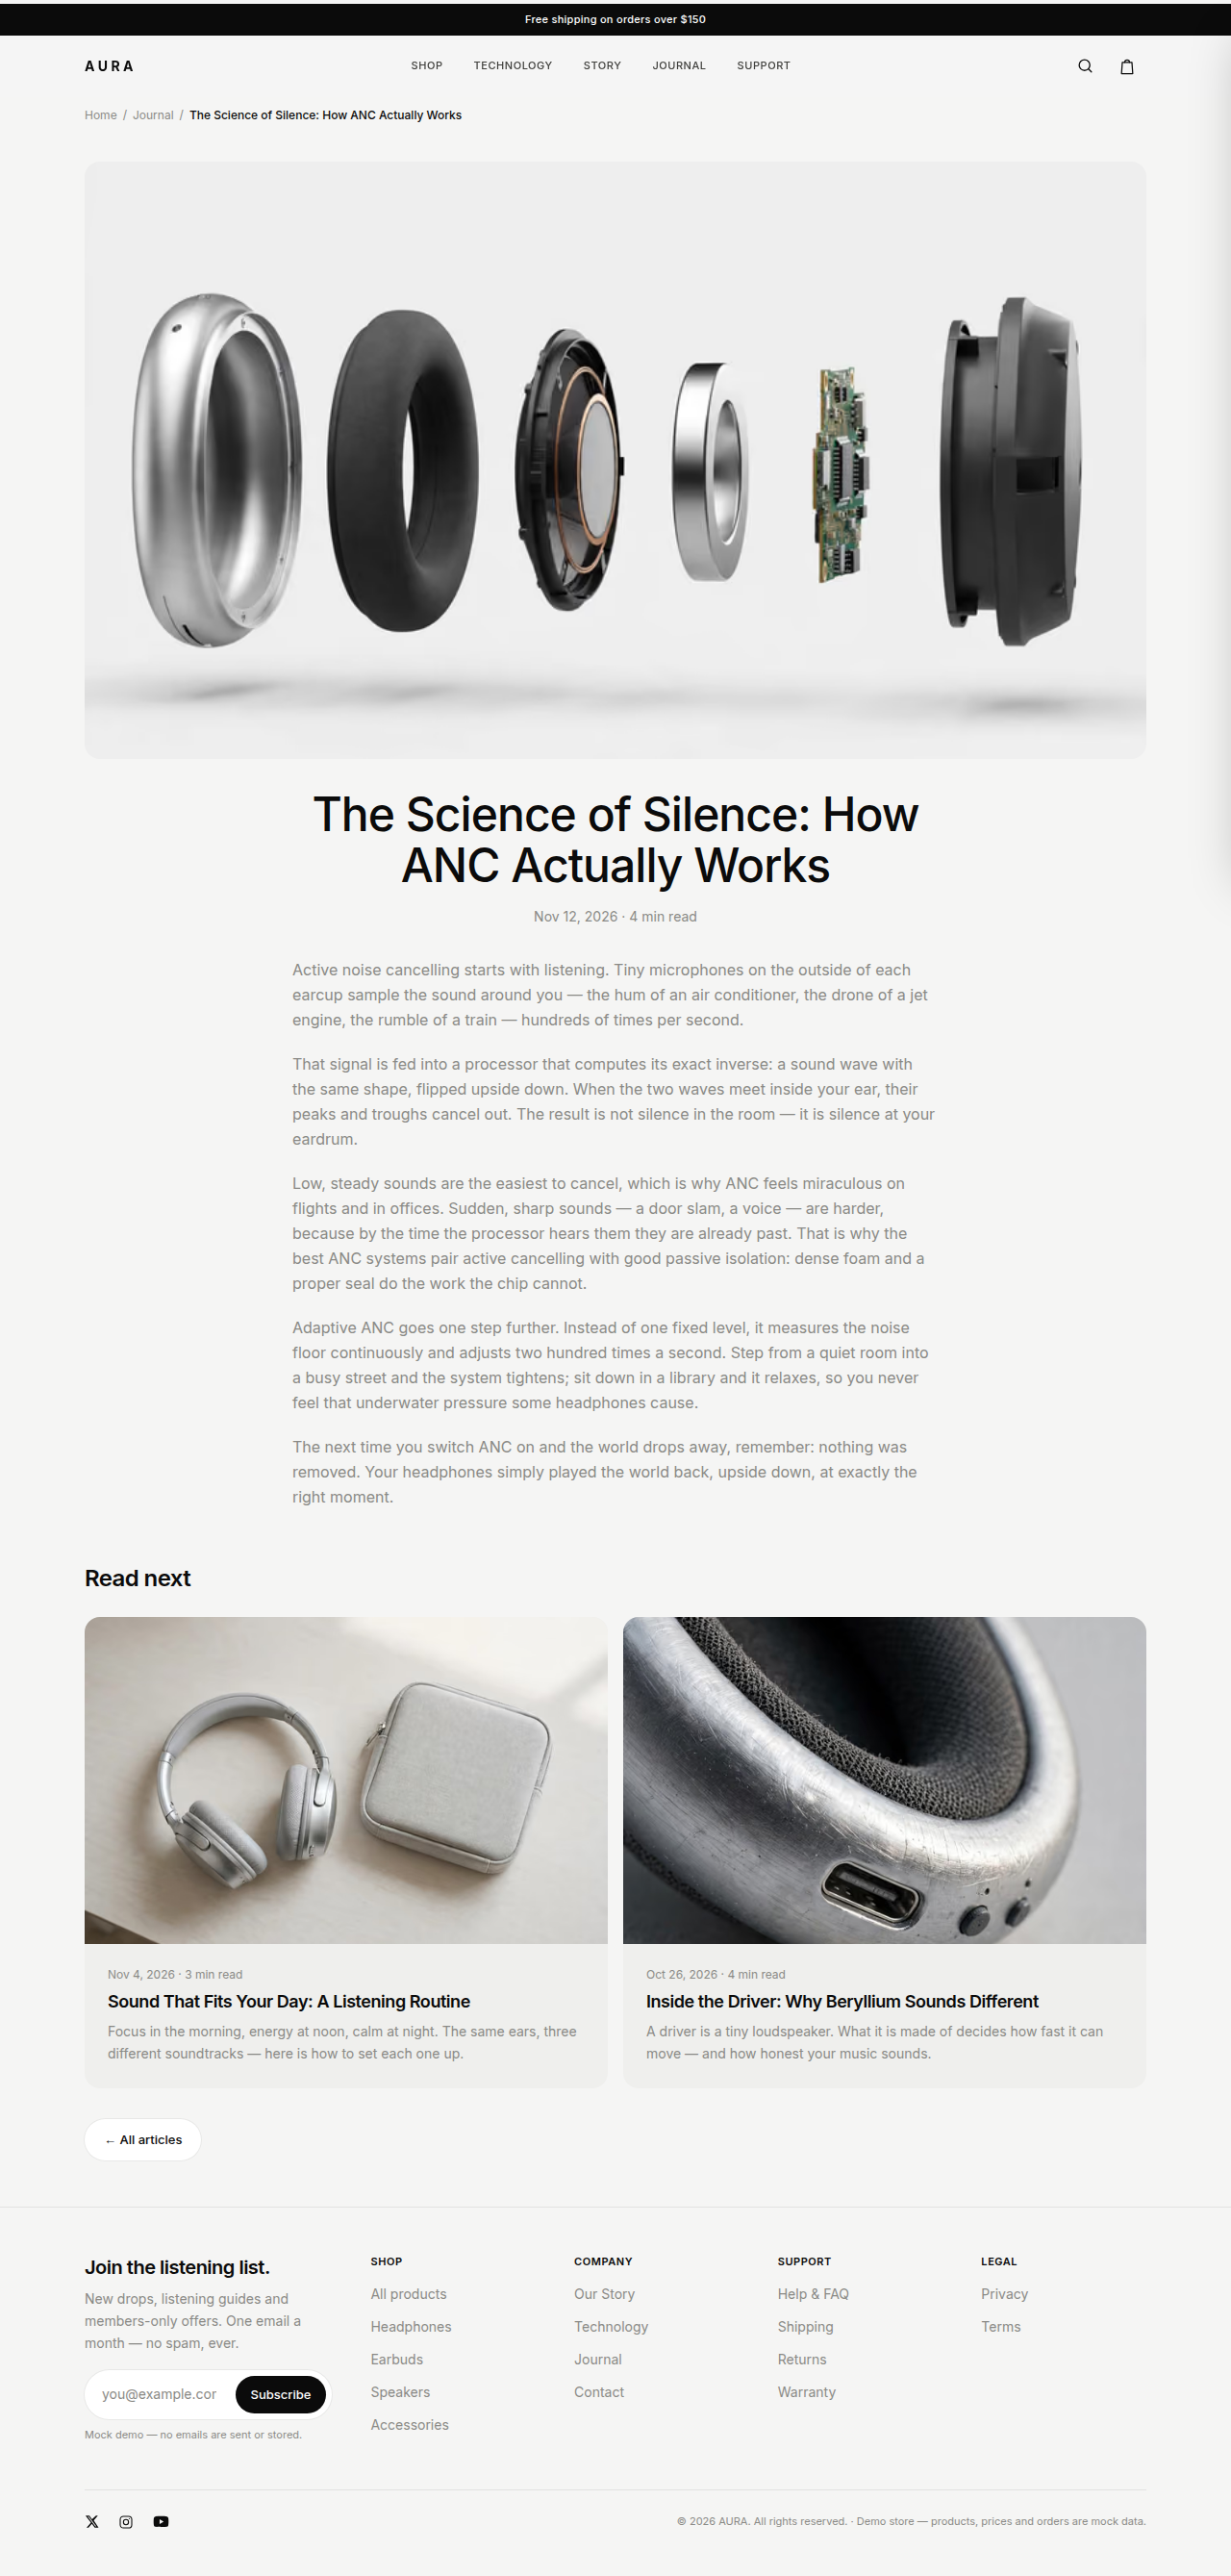 Free shipping on orders over $150
AURA
SHOP TECHNOLOGY STORY JOURNAL SUPPORT
Home / Journal / The Science of Silence: How ANC Actually Works
The Science of Silence: How
ANC Actually Works
Nov 12, 2026 · 4 min read
Active noise cancelling starts with listening. Tiny microphones on the outside of each
earcup sample the sound around you — the hum of an air conditioner, the drone of a jet
engine, the rumble of a train — hundreds of times per second.
That signal is fed into a processor that computes its exact inverse: a sound wave with
the same shape, flipped upside down. When the two waves meet inside your ear, their
peaks and troughs cancel out. The result is not silence in the room — it is silence at your
eardrum.
Low, steady sounds are the easiest to cancel, which is why ANC feels miraculous on
flights and in offices. Sudden, sharp sounds — a door slam, a voice — are harder,
because by the time the processor hears them they are already past. That is why the
best ANC systems pair active cancelling with good passive isolation: dense foam and a
proper seal do the work the chip cannot.
Adaptive ANC goes one step further. Instead of one fixed level, it measures the noise
floor continuously and adjusts two hundred times a second. Step from a quiet room into
a busy street and the system tightens; sit down in a library and it relaxes, so you never
feel that underwater pressure some headphones cause.
The next time you switch ANC on and the world drops away, remember: nothing was
removed. Your headphones simply played the world back, upside down, at exactly the
right moment.
Read next
Nov 4, 2026 · 3 min read
Sound That Fits Your Day: A Listening Routine
Focus in the morning, energy at noon, calm at night. The same ears, three
different soundtracks — here is how to set each one up.
Oct 26, 2026 · 4 min read
Inside the Driver: Why Beryllium Sounds Different
A driver is a tiny loudspeaker. What it is made of decides how fast it can
move — and how honest your music sounds.
← All articles
Join the listening list.
New drops, listening guides and
members-only offers. One email a
month — no spam, ever.
you@example.cor
Subscribe
Mock demo — no emails are sent or stored.
SHOP
All products
Headphones
Earbuds
Speakers
Accessories
COMPANY
Our Story
Technology
Journal
Contact
SUPPORT
Help & FAQ
Shipping
Returns
Warranty
LEGAL
Privacy
Terms
© 2026 AURA. All rights reserved. · Demo store — products, prices and orders are mock data.